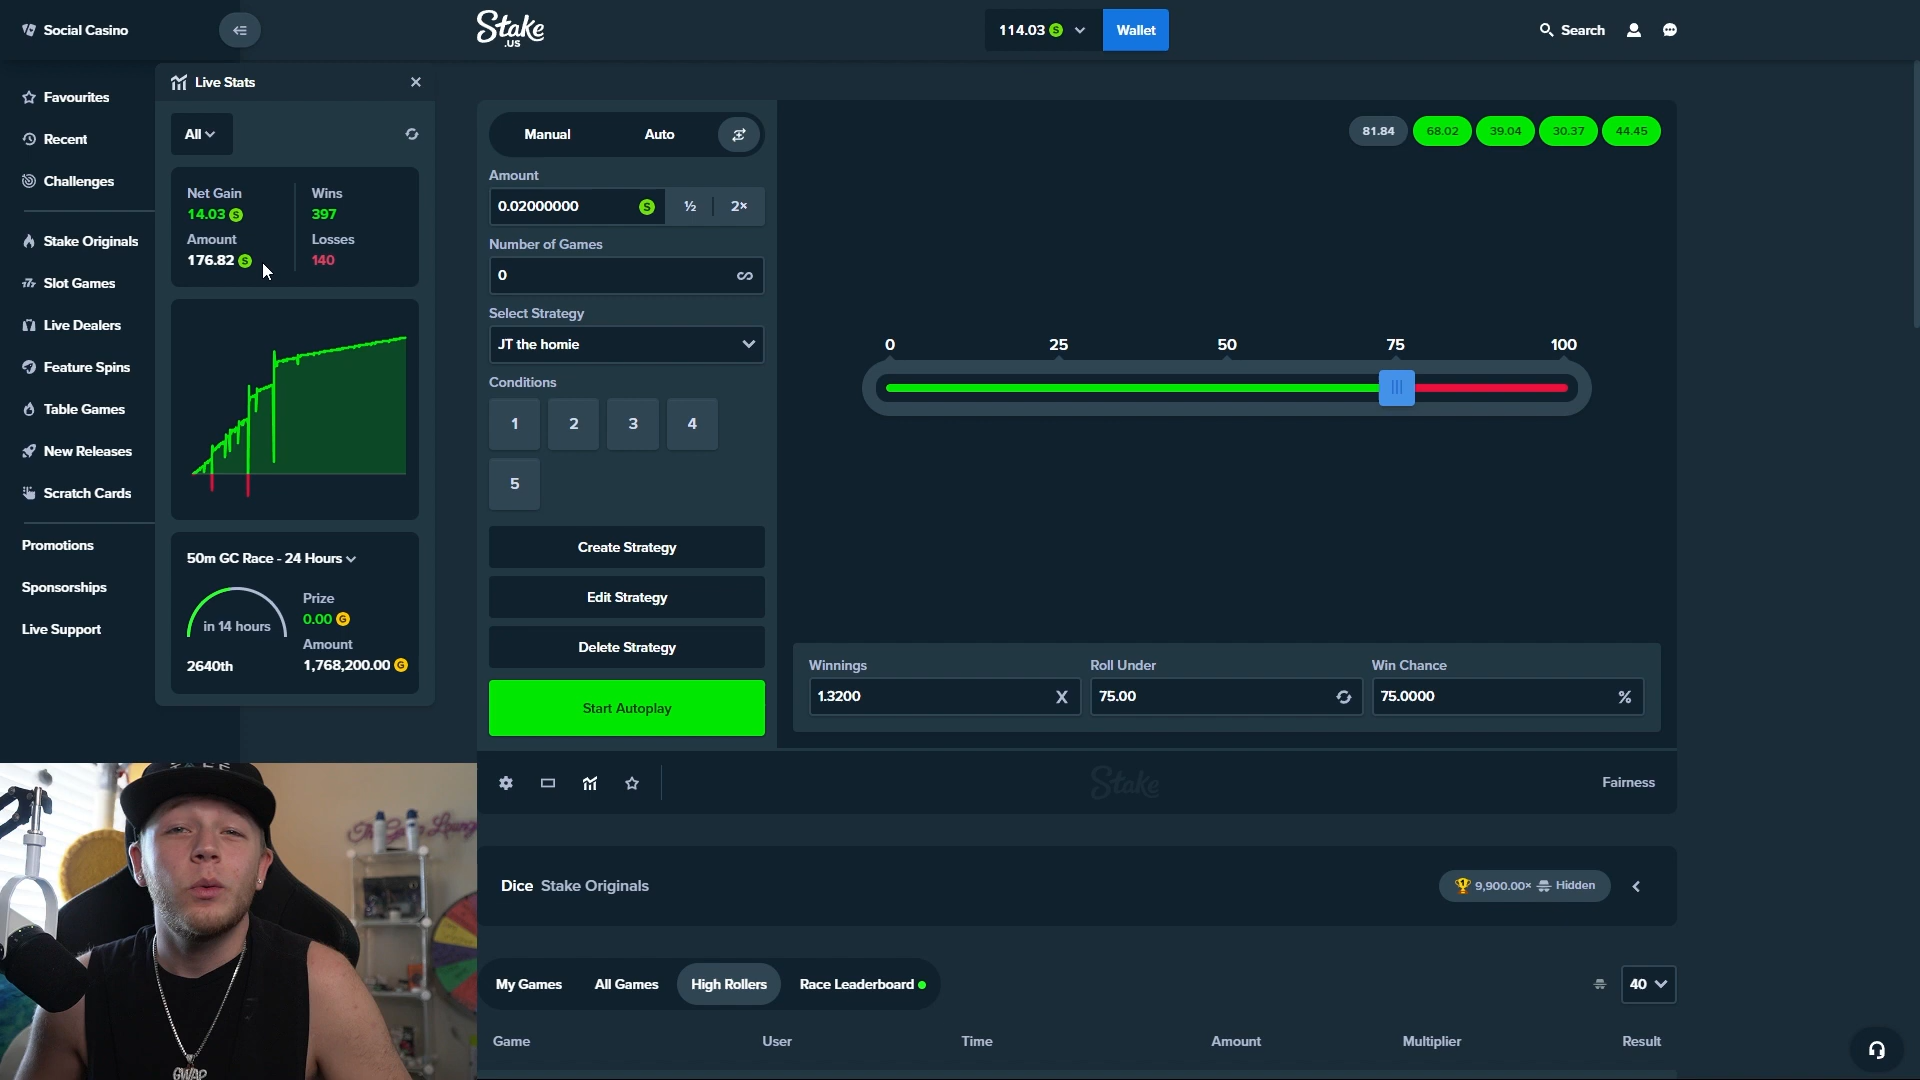 Social Casino
Stake
.US
114.03
Wallet
Search
Favourites
Recent
Challenges
Stake Originals
Slot Games
Live Dealers
Feature Spins
Table Games
New Releases
Scratch Cards
Promotions
Sponsorships
Live Support
Live Stats
All
Net Gain
14.03
Wins
397
Amount
176.82
Losses
140
50m GC Race - 24 Hours
in 14 hours
2640th
Prize
0.00
Amount
1,768,200.00
Manual
Auto
Amount
0.02000000
½
2×
Number of Games
0
Select Strategy
JT the homie
Conditions
1
2
3
4
5
Create Strategy
Edit Strategy
Delete Strategy
Start Autoplay
81.84
68.02
39.04
30.37
44.45
0
25
50
75
100
Winnings
1.3200
Roll Under
75.00
Win Chance
75.0000
%
Stake
Fairness
Dice Stake Originals
9,900.00× Hidden
My Games
All Games
High Rollers
Race Leaderboard
40
Game
User
Time
Amount
Multiplier
Result
GWAP